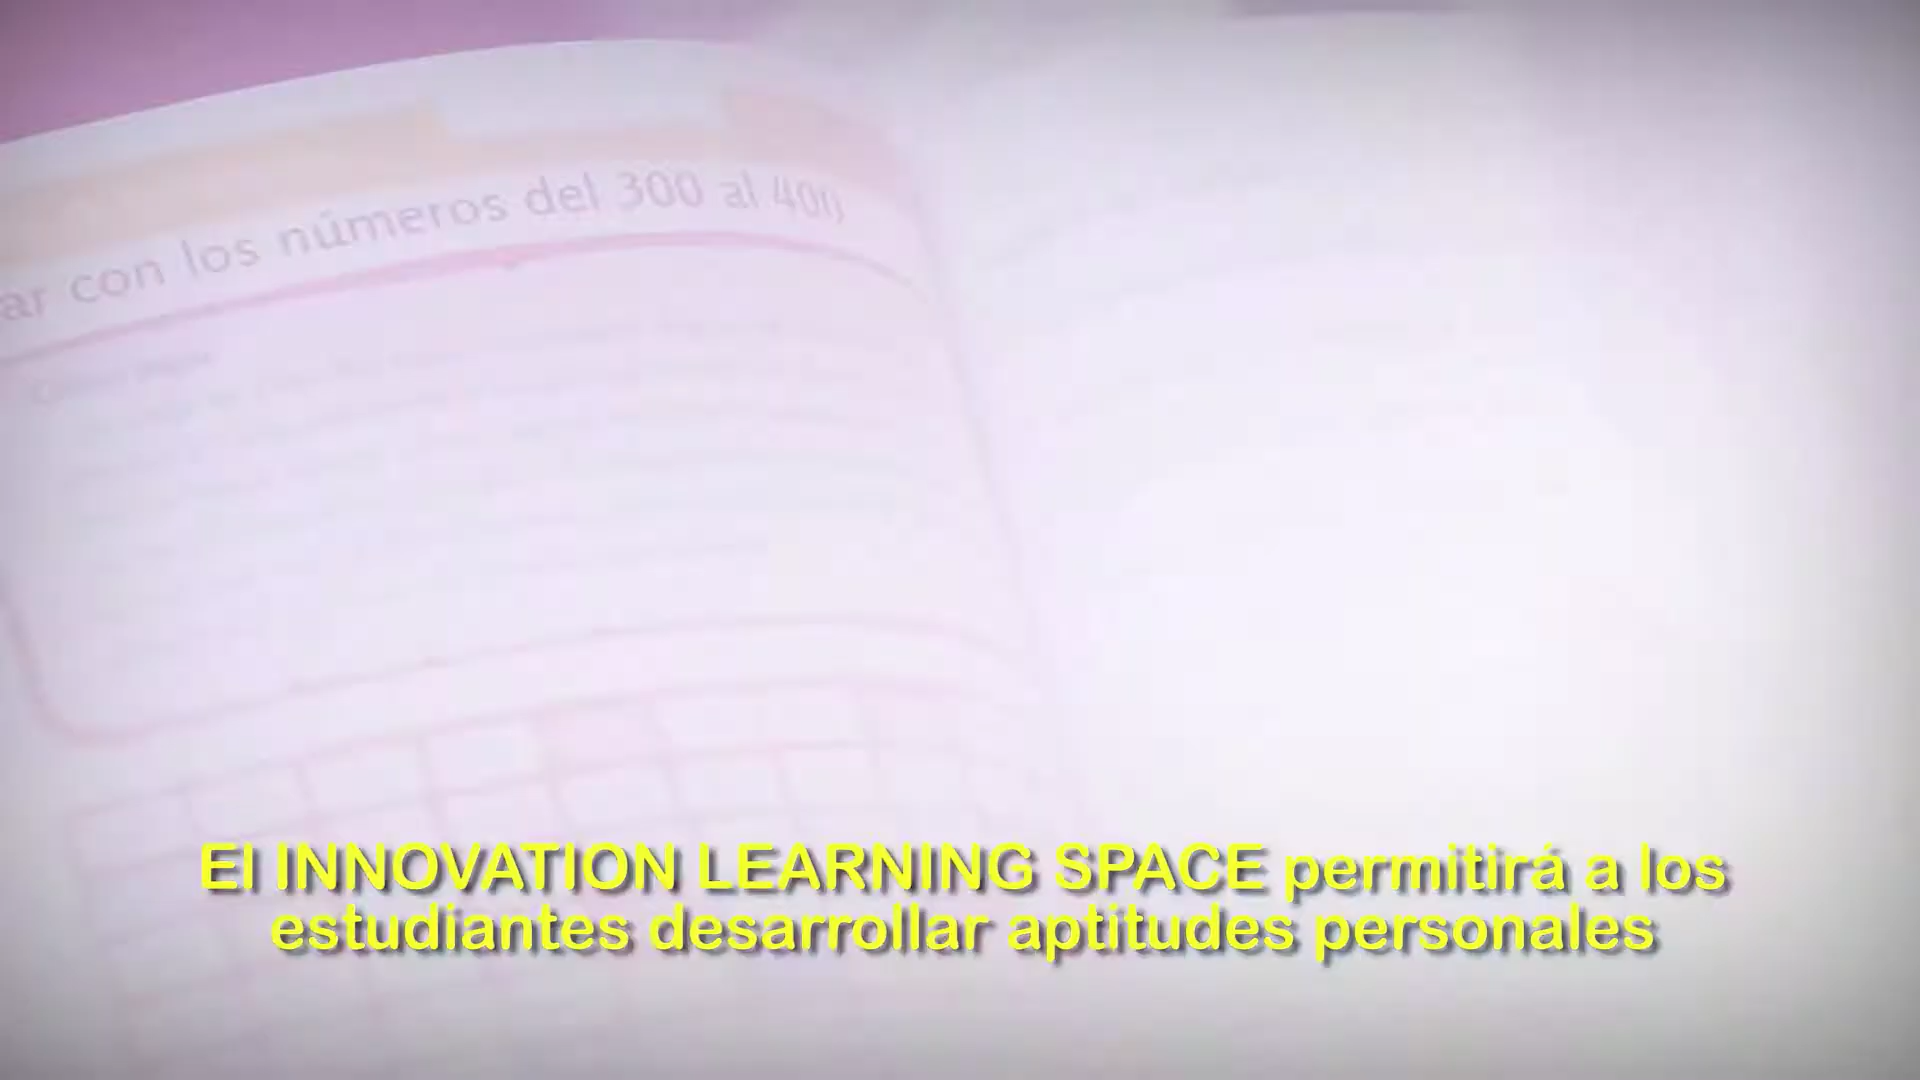 ar con los números del 300 al 400
El INNOVATION LEARNING SPACE permitirá a los
estudiantes desarrollar aptitudes personales